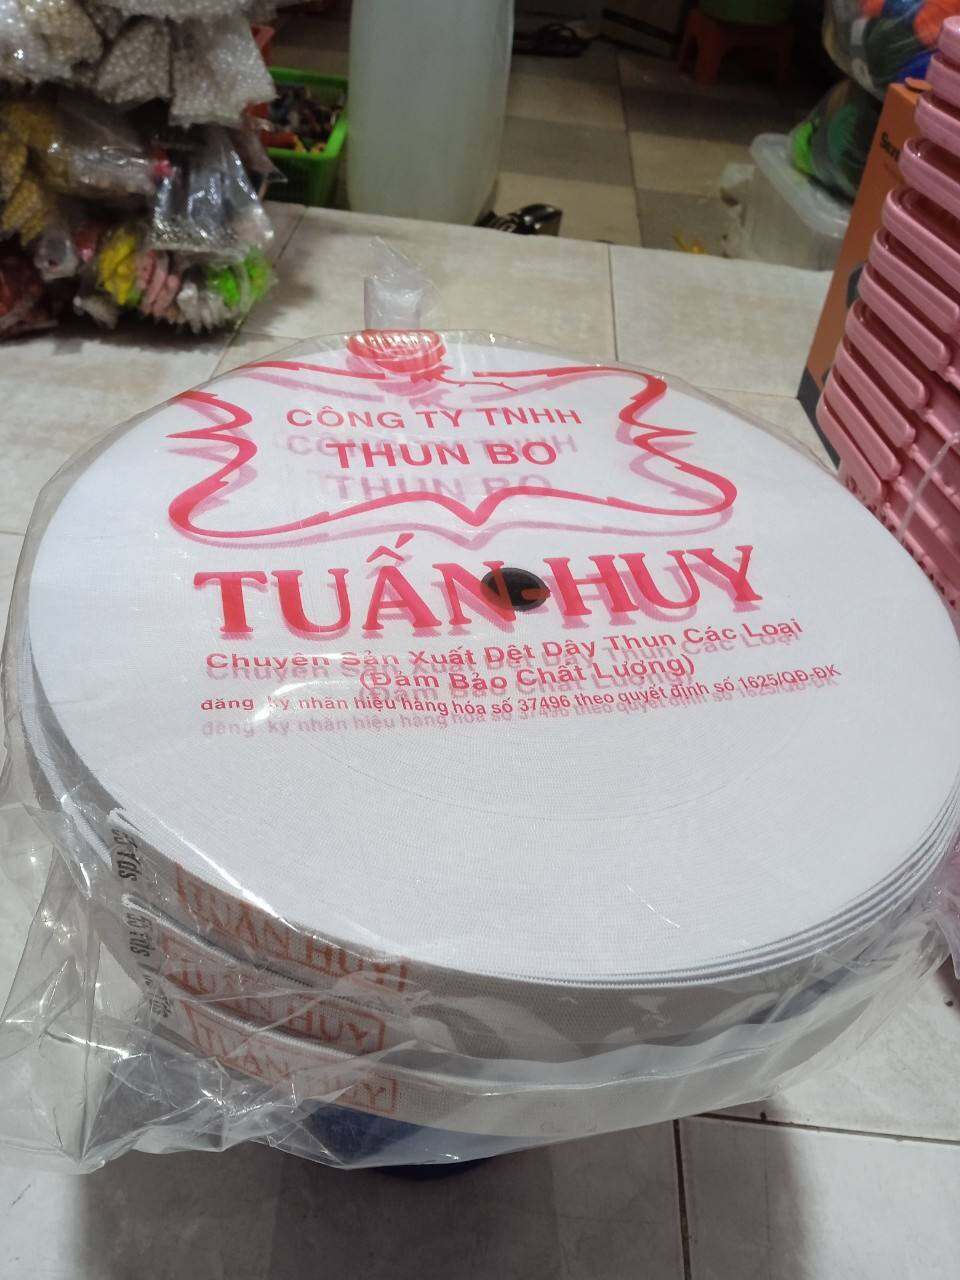 CÔNG TY TNHH
THUN BO
TUẤN HUY
Chuyên Sản Xuất Dệt Dây Thun Các Loại
(Đảm Bảo Chất Lượng)
đăng ký nhãn hiệu hàng hóa số 37496 theo quyết định số 1625/QĐ-ĐK
TUẤN HUY
TUẤN HUY
TUẤN HUY